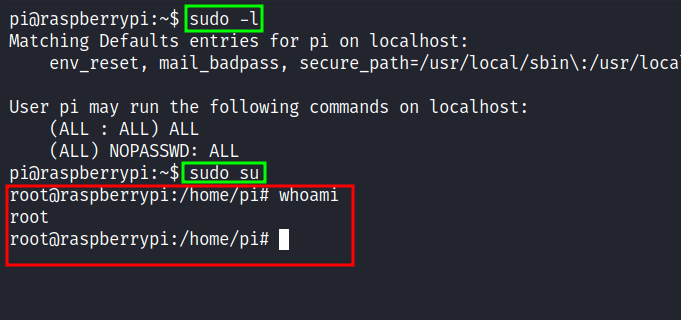 pi@raspberrypi:~$ sudo -l
Matching Defaults entries for pi on localhost:
    env_reset, mail_badpass, secure_path=/usr/local/sbin\:/usr/loca
User pi may run the following commands on localhost:
    (ALL : ALL) ALL
    (ALL) NOPASSWD: ALL
pi@raspberrypi:~$ sudo su
root@raspberrypi:/home/pi# whoami
root
root@raspberrypi:/home/pi#